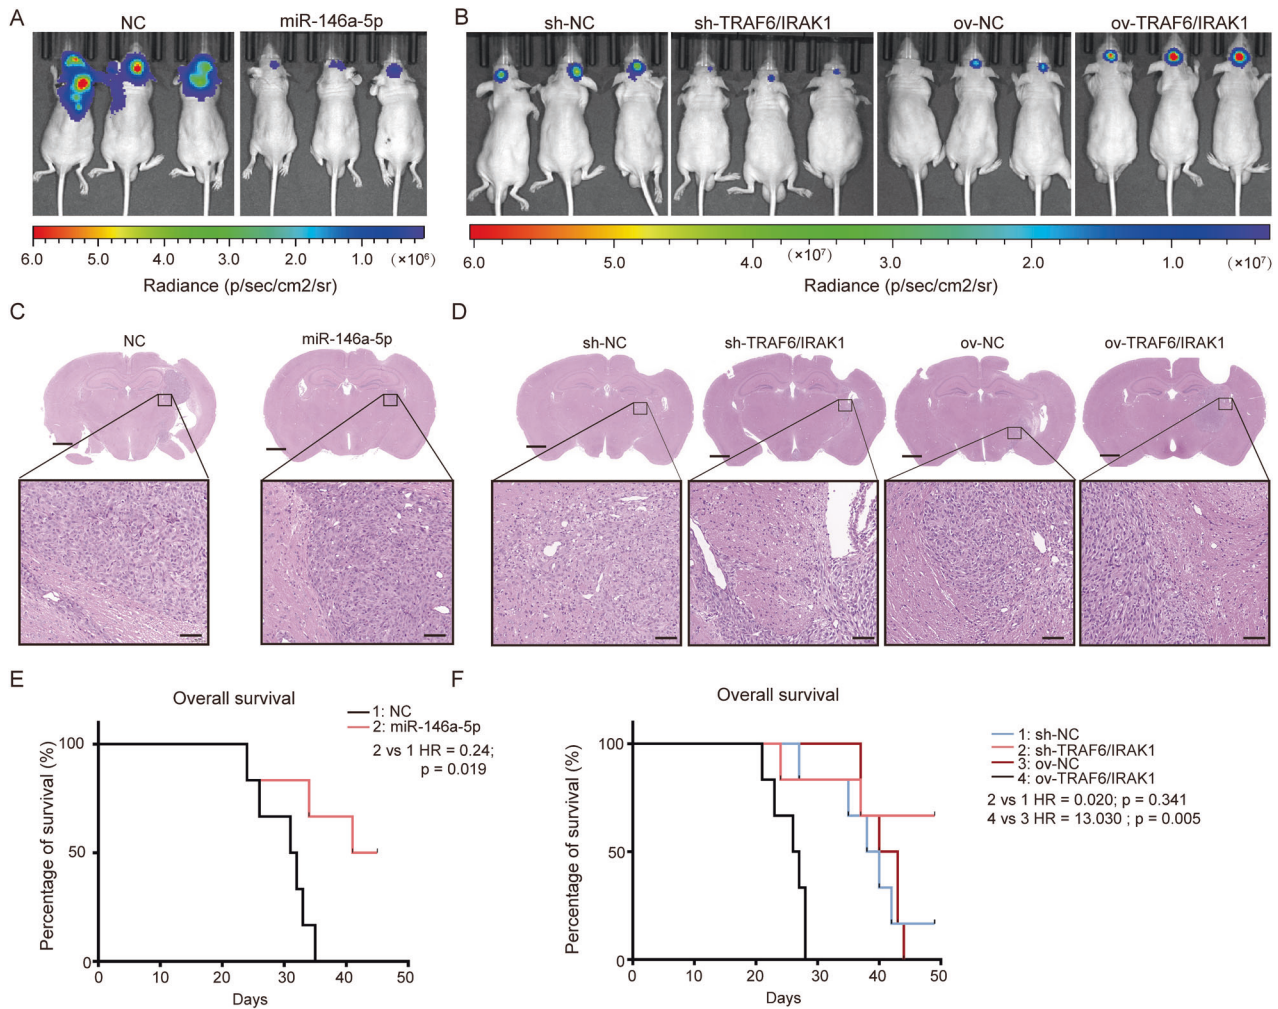 A
NC
miR-146a-5p
6.0 5.0 4.0 3.0 2.0 1.0 (×10⁶)
Radiance (p/sec/cm2/sr)
B
sh-NC
sh-TRAF6/IRAK1
ov-NC
ov-TRAF6/IRAK1
6.0 5.0 4.0 (×10⁷) 3.0 2.0 1.0 (×10⁷)
Radiance (p/sec/cm2/sr)
C
NC
miR-146a-5p
D
sh-NC
sh-TRAF6/IRAK1
ov-NC
ov-TRAF6/IRAK1
E
Overall survival
1: NC
2: miR-146a-5p
2 vs 1 HR = 0.24;
p = 0.019
Percentage of survival (%)
100
50
0
0 10 20 30 40 50
Days
F
Overall survival
1: sh-NC
2: sh-TRAF6/IRAK1
3: ov-NC
4: ov-TRAF6/IRAK1
2 vs 1 HR = 0.020; p = 0.341
4 vs 3 HR = 13.030 ; p = 0.005
Percentage of survival (%)
100
50
0
0 10 20 30 40 50
Days